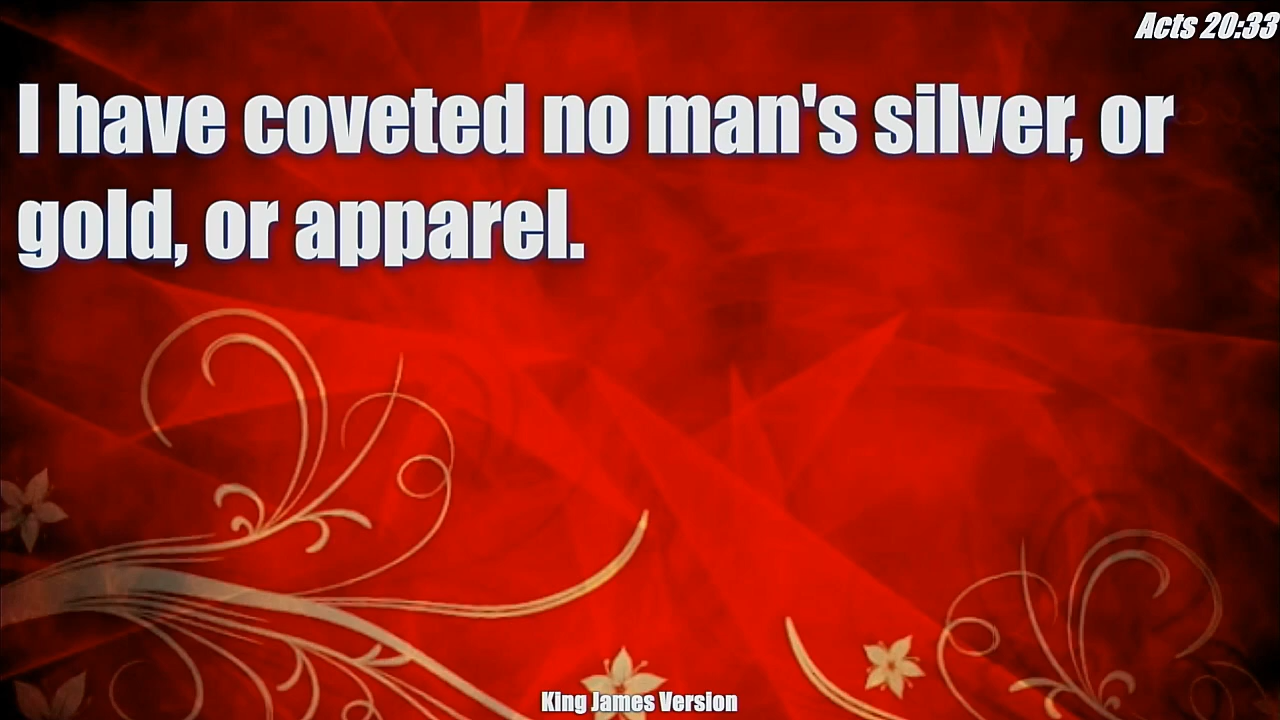 Acts 20:33
I have coveted no man's silver, or
gold, or apparel.
King James Version